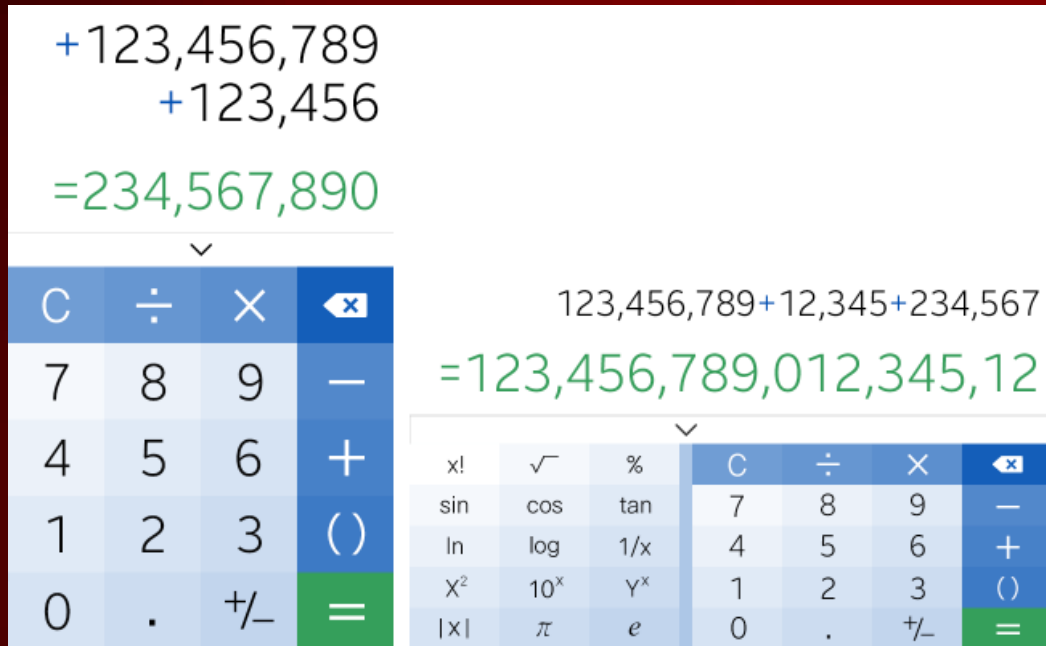 +123,456,789
+123,456
=234,567,890
C ÷ ×
7 8 9 −
4 5 6 +
1 2 3 ( )
0 . +/− =
123,456,789+12,345+234,567
=123,456,789,012,345,12
x! √ % C ÷ ×
sin cos tan 7 8 9 −
ln log 1/x 4 5 6 +
X² 10ˣ Yˣ 1 2 3 ( )
|x| π e 0 . +/− =